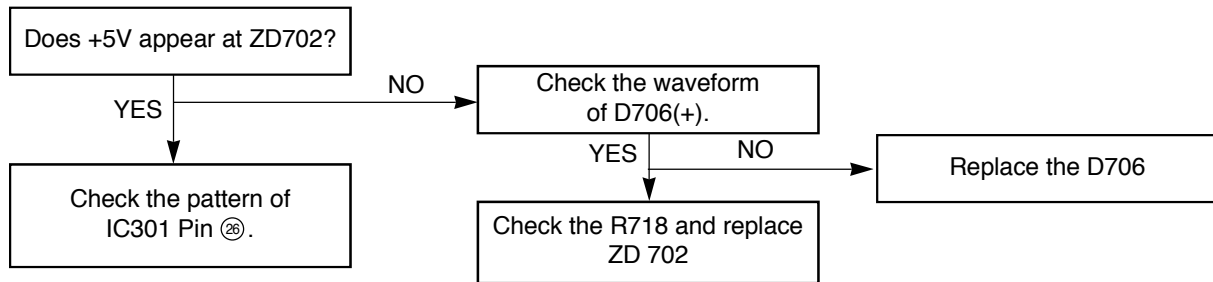 Does +5V appear at ZD702?
YES
NO
Check the pattern of
IC301 Pin ㉖.
Check the waveform
of D706(+).
YES
NO
Check the R718 and replace
ZD 702
Replace the D706